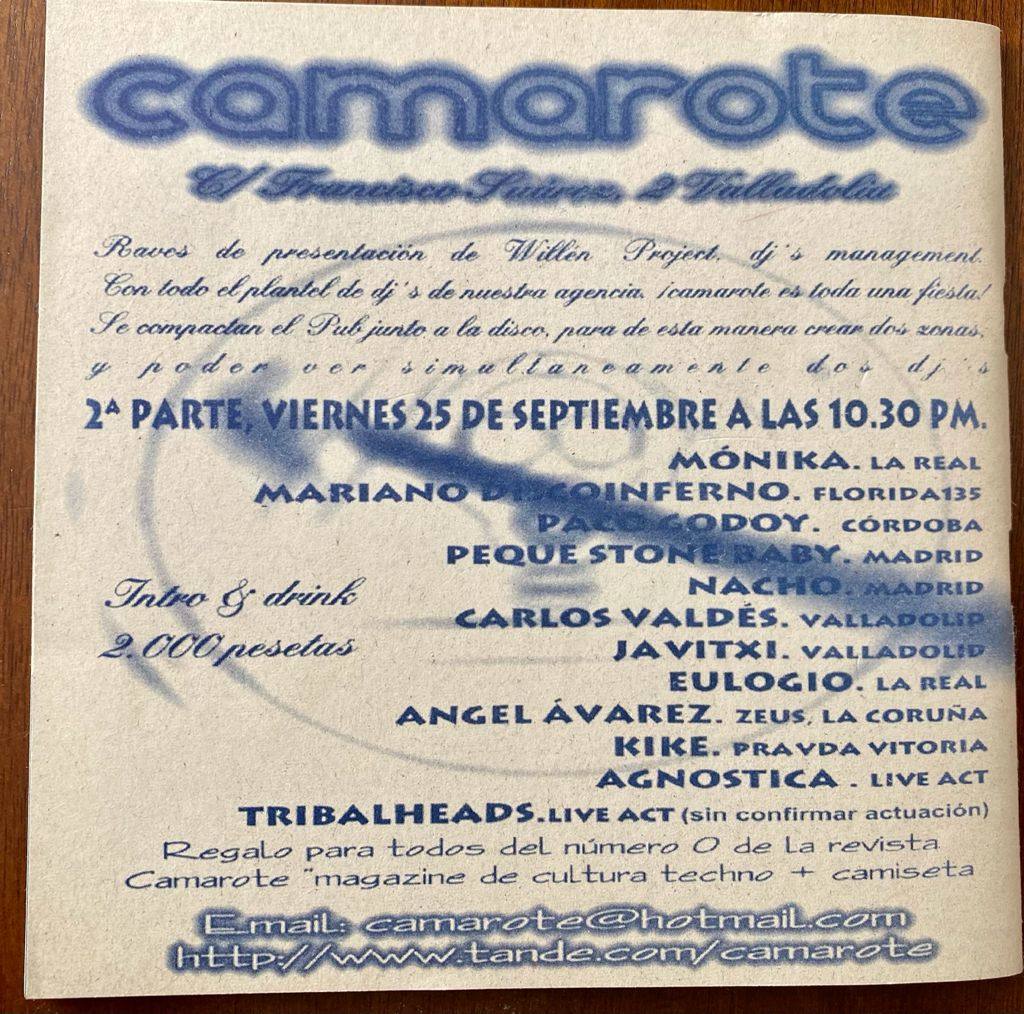 camarote
C/ Francisco Suárez, 2 Valladolid
Raves de presentación de Willén Project, dj's management.
Con todo el plantel de dj's de nuestra agencia, ¡camarote es toda una fiesta!
Se compactan el Pub junto a la disco, para de esta manera crear dos zonas,
y poder ver simultaneamente dos dj's
2ª PARTE, VIERNES 25 DE SEPTIEMBRE A LAS 10.30 PM.
MÓNIKA. LA REAL
MARIANO DISCOINFERNO. FLORIDA135
PACO GODOY. CÓRDOBA
PEQUE STONE BABY. MADRID
NACHO. MADRID
CARLOS VALDÉS. VALLADOLID
JAVITXI. VALLADOLID
EULOGIO. LA REAL
ANGEL ÁVAREZ. ZEUS, LA CORUÑA
KIKE. PRAVDA VITORIA
AGNOSTICA . LIVE ACT
TRIBALHEADS.LIVE ACT (sin confirmar actuación)
Intro & drink
2.000 pesetas
Regalo para todos del número 0 de la revista
Camarote "magazine de cultura techno + camiseta
Email: camarote@hotmail.com
http://www.tande.com/camarote